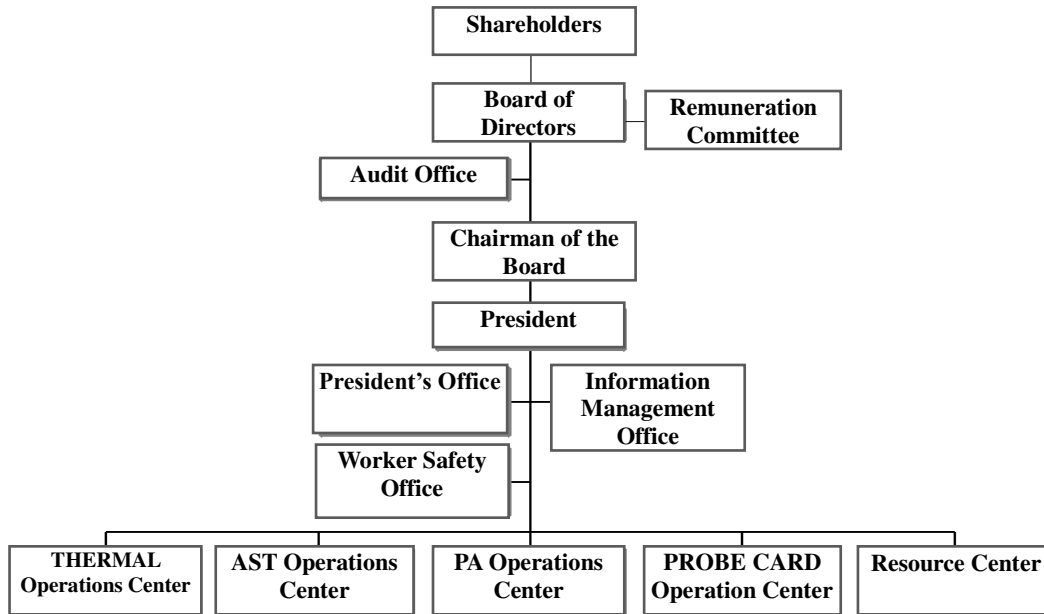 Shareholders
Board of
Directors
Remuneration
Committee
Audit Office
Chairman of the
Board
President
President’s Office
Information
Management
Office
Worker Safety
Office
THERMAL
Operations Center
AST Operations
Center
PA Operations
Center
PROBE CARD
Operation Center
Resource Center